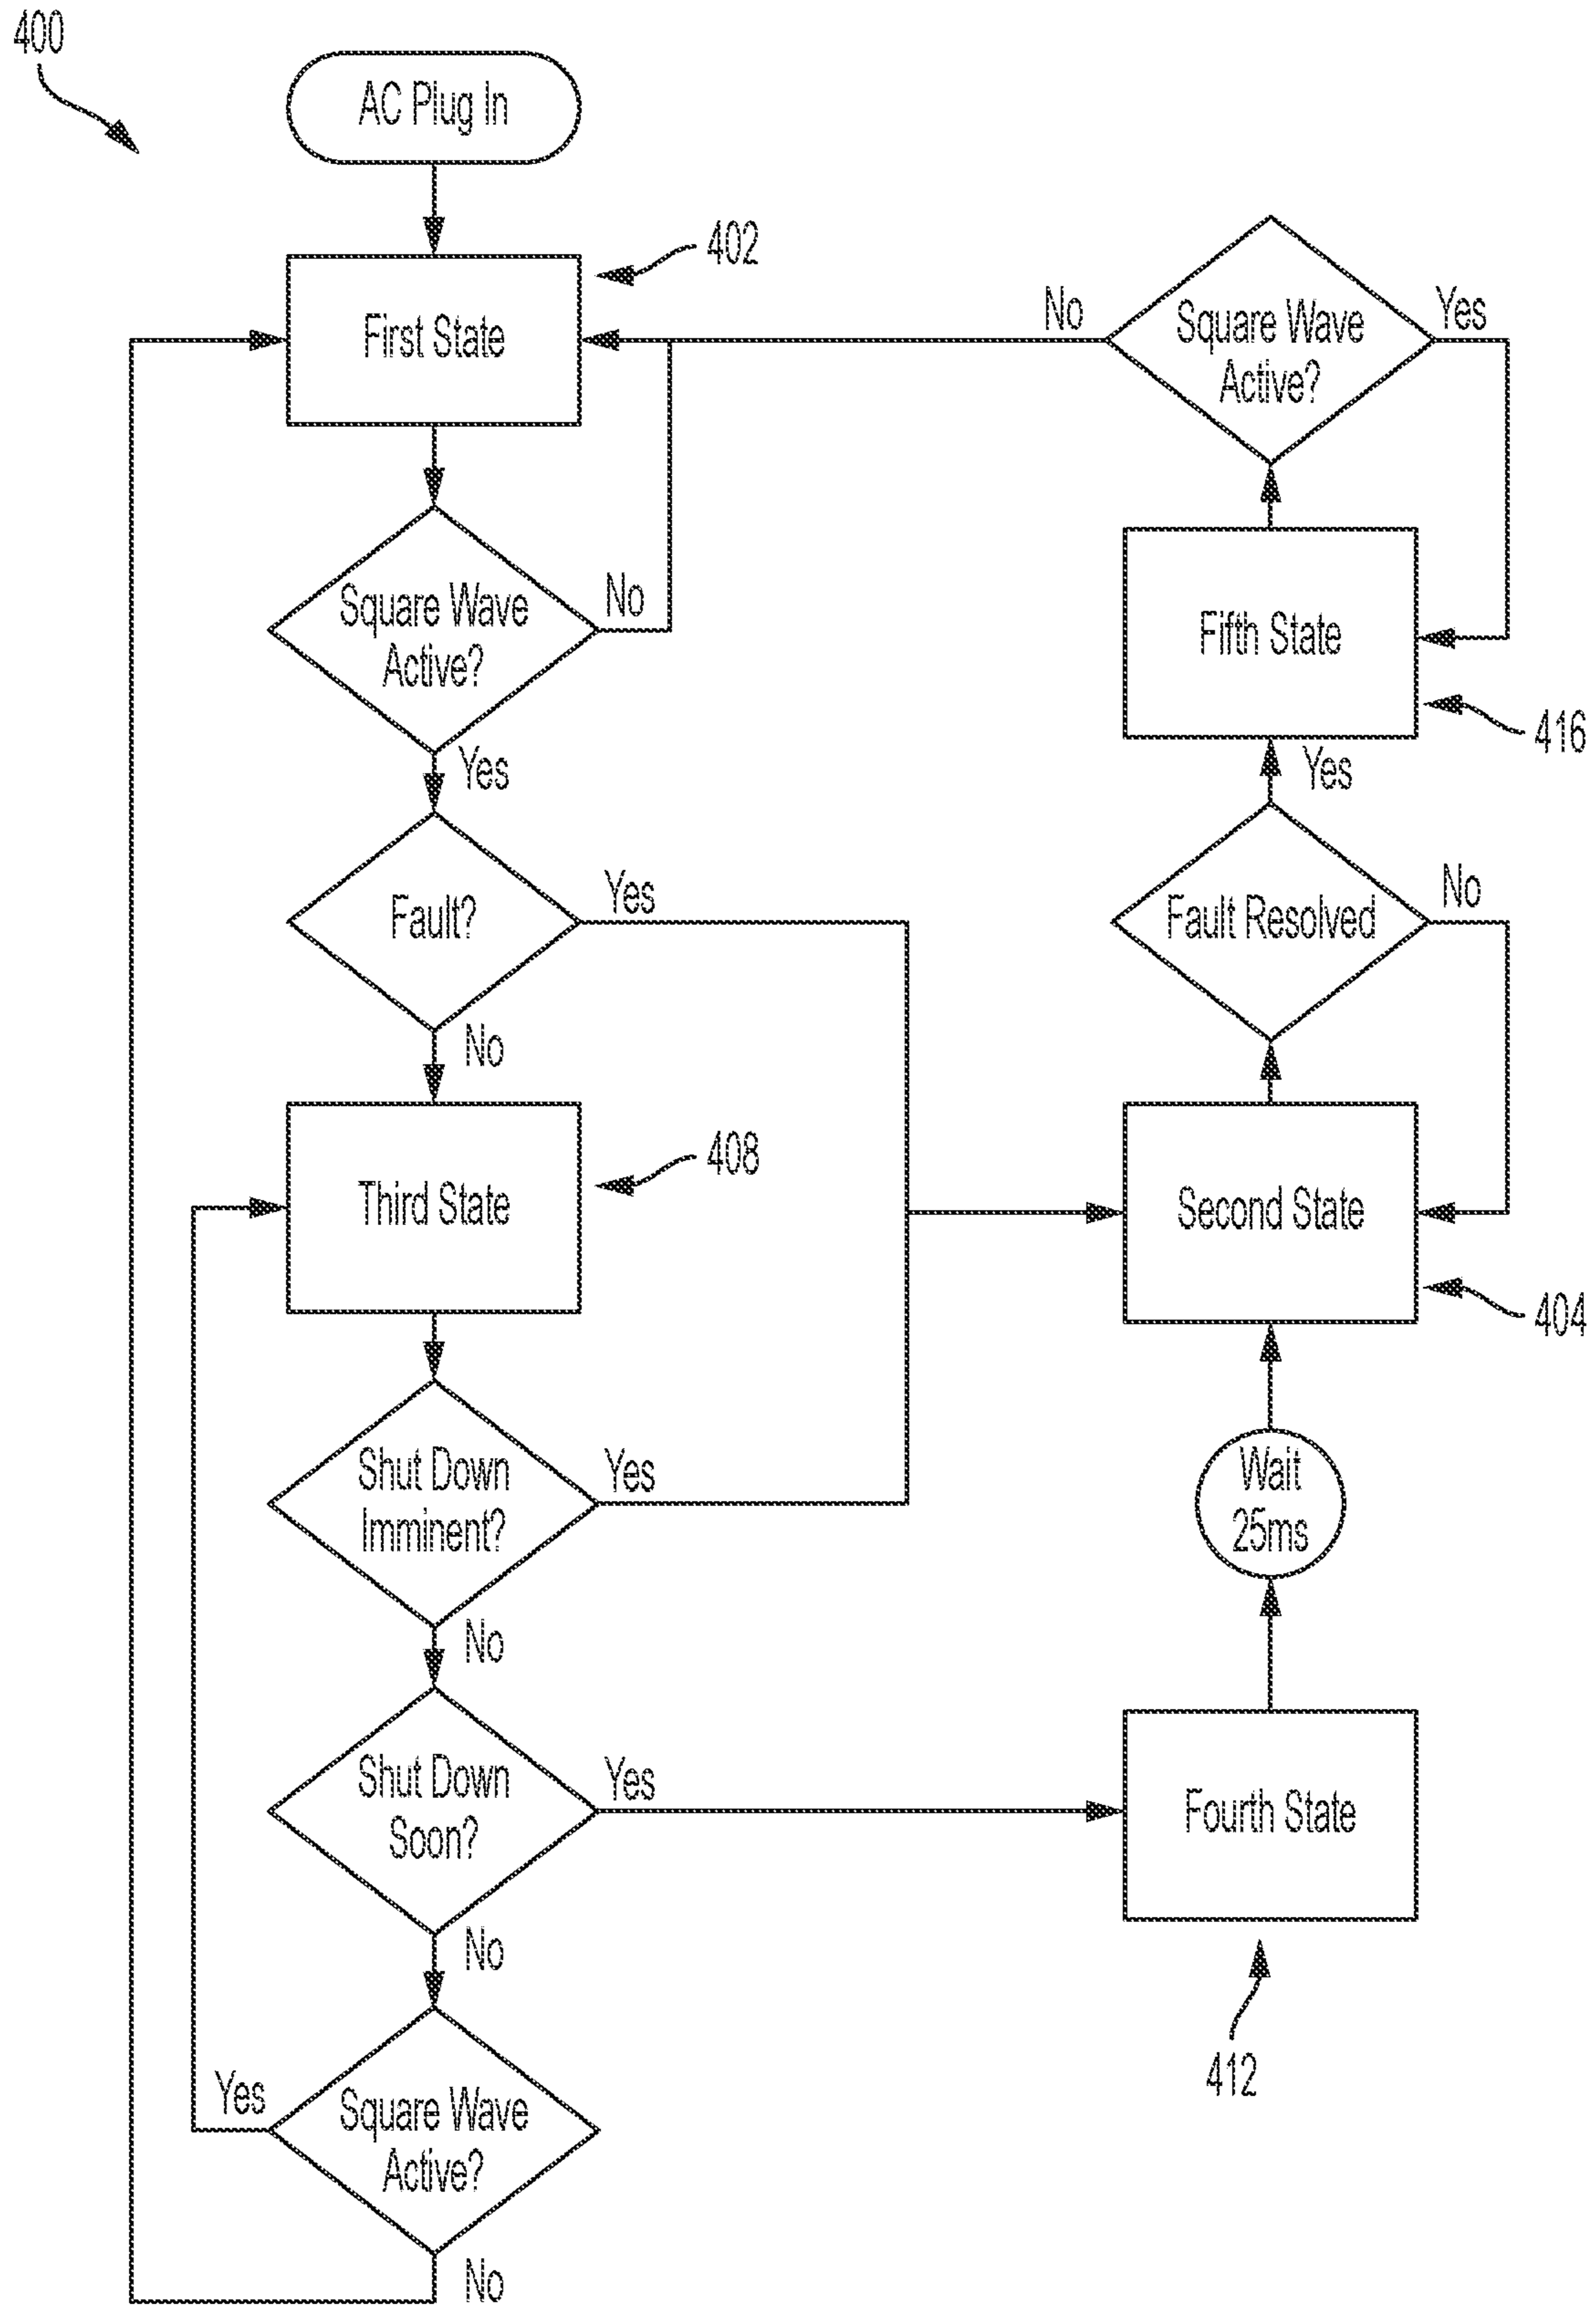 400
AC Plug In
402
First State
No
Square Wave
Active?
Yes
Square Wave
Active?
No
Yes
Fifth State
416
Yes
Fault?
Yes
No
Fault Resolved
No
Third State
408
Second State
404
Shut Down
Imminent?
Yes
No
Wait
25ms
Shut Down
Soon?
Yes
No
Fourth State
412
Square Wave
Active?
Yes
No